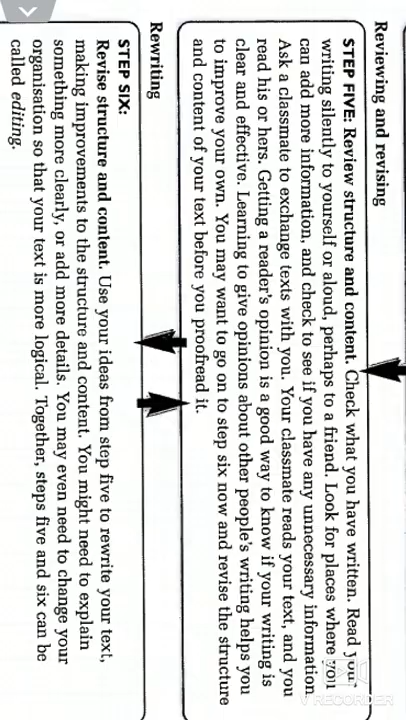 Reviewing and revising
STEP FIVE: Review structure and content. Check what you have written. Read your
writing silently to yourself or aloud, perhaps to a friend. Look for places where you
can add more information, and check to see if you have any unnecessary information.
Ask a classmate to exchange texts with you. Your classmate reads your text, and you
read his or hers. Getting a reader's opinion is a good way to know if your writing is
clear and effective. Learning to give opinions about other people's writing helps you
to improve your own. You may want to go on to step six now and revise the structure
and content of your text before you proofread it.
Rewriting
STEP SIX:
Revise structure and content. Use your ideas from step five to rewrite your text,
making improvements to the structure and content. You might need to explain
something more clearly, or add more details. You may even need to change your
organisation so that your text is more logical. Together, steps five and six can be
called editing.
V RECORDER